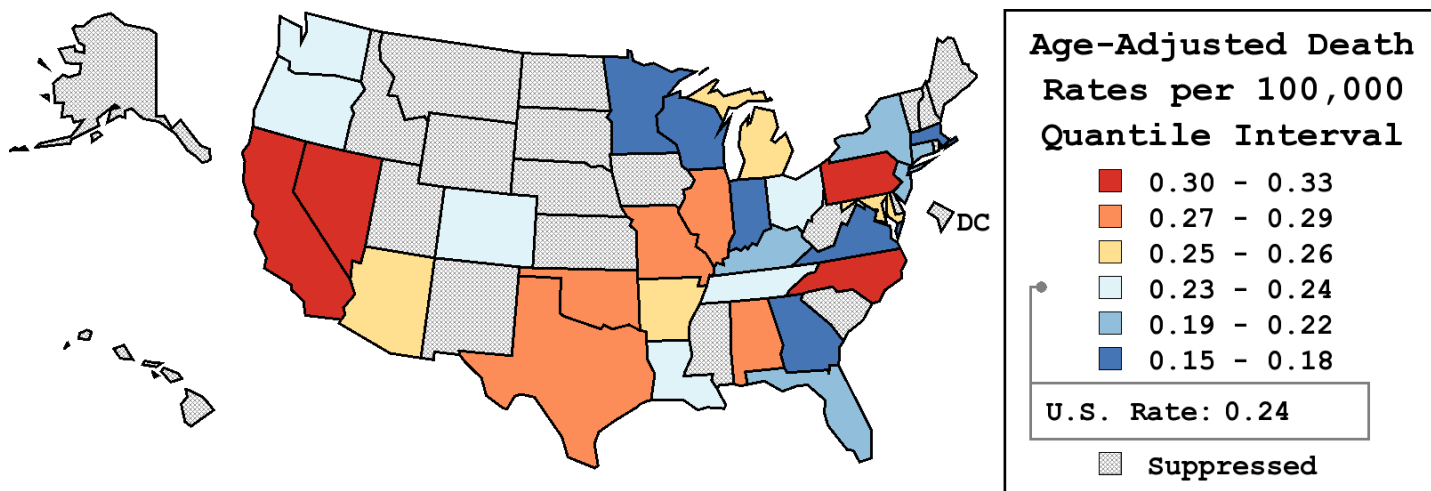 Age-Adjusted Death
Rates per 100,000
Quantile Interval
0.30 - 0.33
0.27 - 0.29
0.25 - 0.26
DC
0.23 - 0.24
0.19 - 0.22
0.15 - 0.18
U.S. Rate: 0.24
Suppressed